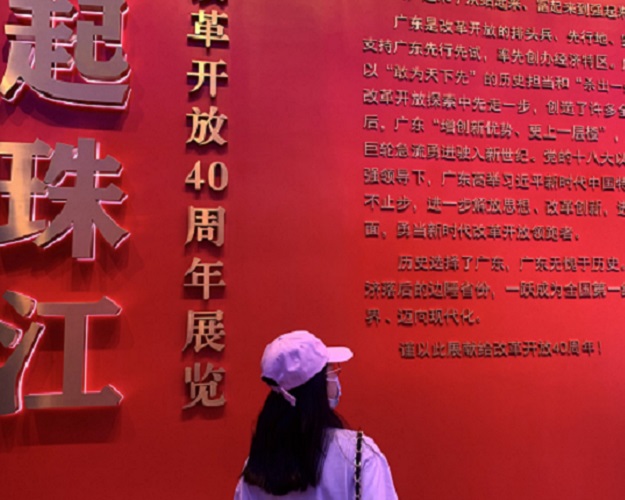 起珠江
革开放40周年展览
广东是改革开放的排头兵、先行地、
支持广东先行先试,率先创办经济特区、
以“敢为天下先”的历史担当和“杀出一
改革开放探索中先走一步,创造了许多全
后。广东“增创新优势、更上一层楼”,
巨轮急流勇进驶入新世纪。党的十八大以
强领导下,广东高举习近平新时代中国特
不止步,进一步解放思想、改革创新,
面,勇当新时代改革开放领跑者。
历史选择了广东,广东无愧于历史。
济落后的边陲省份,一跃成为全国第一
界、迈向现代化。
谨以此展献给改革开放40周年!